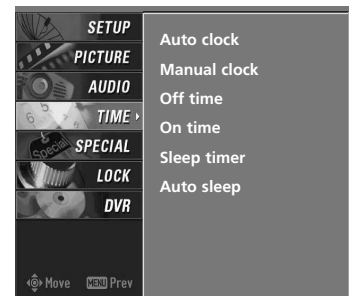 SETUP
PICTURE
AUDIO
TIME
SPECIAL
LOCK
DVR
Move MENU Prev
Auto clock
Manual clock
Off time
On time
Sleep timer
Auto sleep